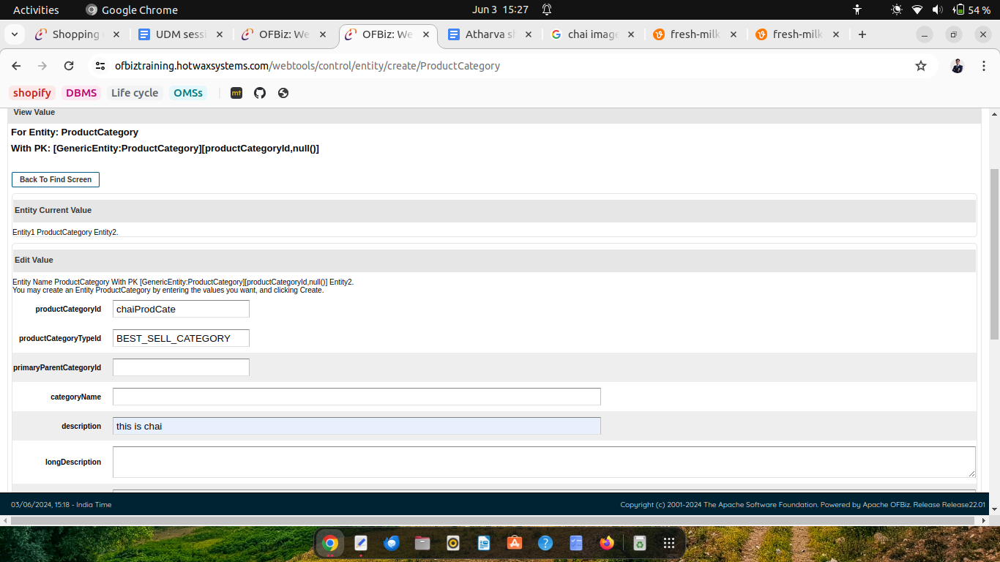 Activities Google Chrome Jun 3 15:27 54 %
Shopping UDM sessi OFBiz: We OFBiz: We Atharva sh chai image fresh-milk fresh-milk
ofbiztraining.hotwaxsystems.com/webtools/control/entity/create/ProductCategory
shopify DBMS Life cycle OMSs mt
View Value
For Entity: ProductCategory
With PK: [GenericEntity:ProductCategory][productCategoryId,null()]
Back To Find Screen
Entity Current Value
Entity1 ProductCategory Entity2.
Edit Value
Entity Name ProductCategory With PK [GenericEntity:ProductCategory][productCategoryId,null()] Entity2.
You may create an Entity ProductCategory by entering the values you want, and clicking Create.
productCategoryId chaiProdCate
productCategoryTypeId BEST_SELL_CATEGORY
primaryParentCategoryId
categoryName
description this is chai
longDescription
03/06/2024, 15:18 - India Time Copyright (c) 2001-2024 The Apache Software Foundation. Powered by Apache OFBiz. Release Release22.01